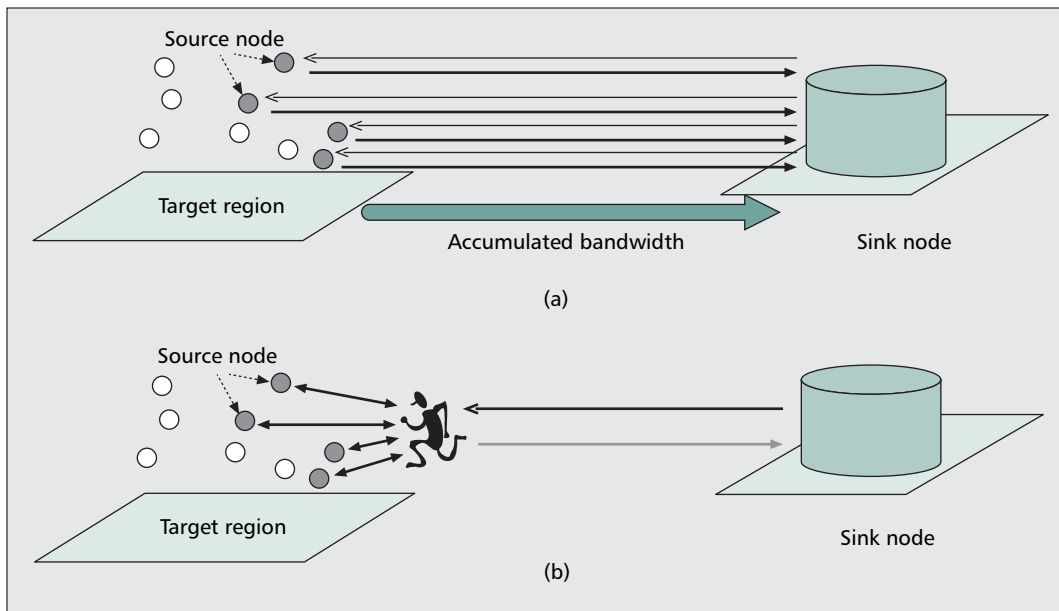 Source node
Target region
Accumulated bandwidth
Sink node
(a)
Source node
Target region
Sink node
(b)